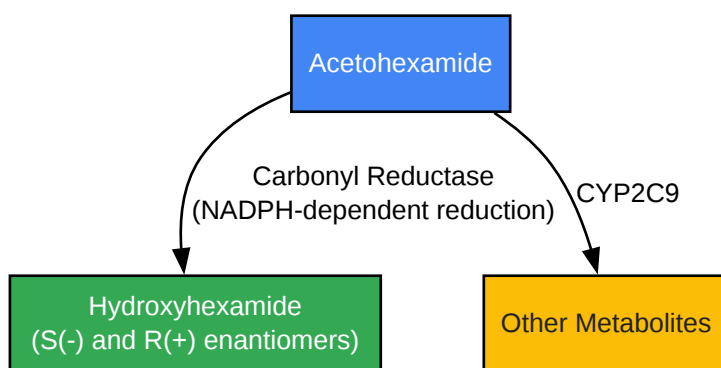 Acetohexamide
Carbonyl Reductase
(NADPH-dependent reduction)
CYP2C9
Hydroxyhexamide
(S(-) and R(+) enantiomers)
Other Metabolites